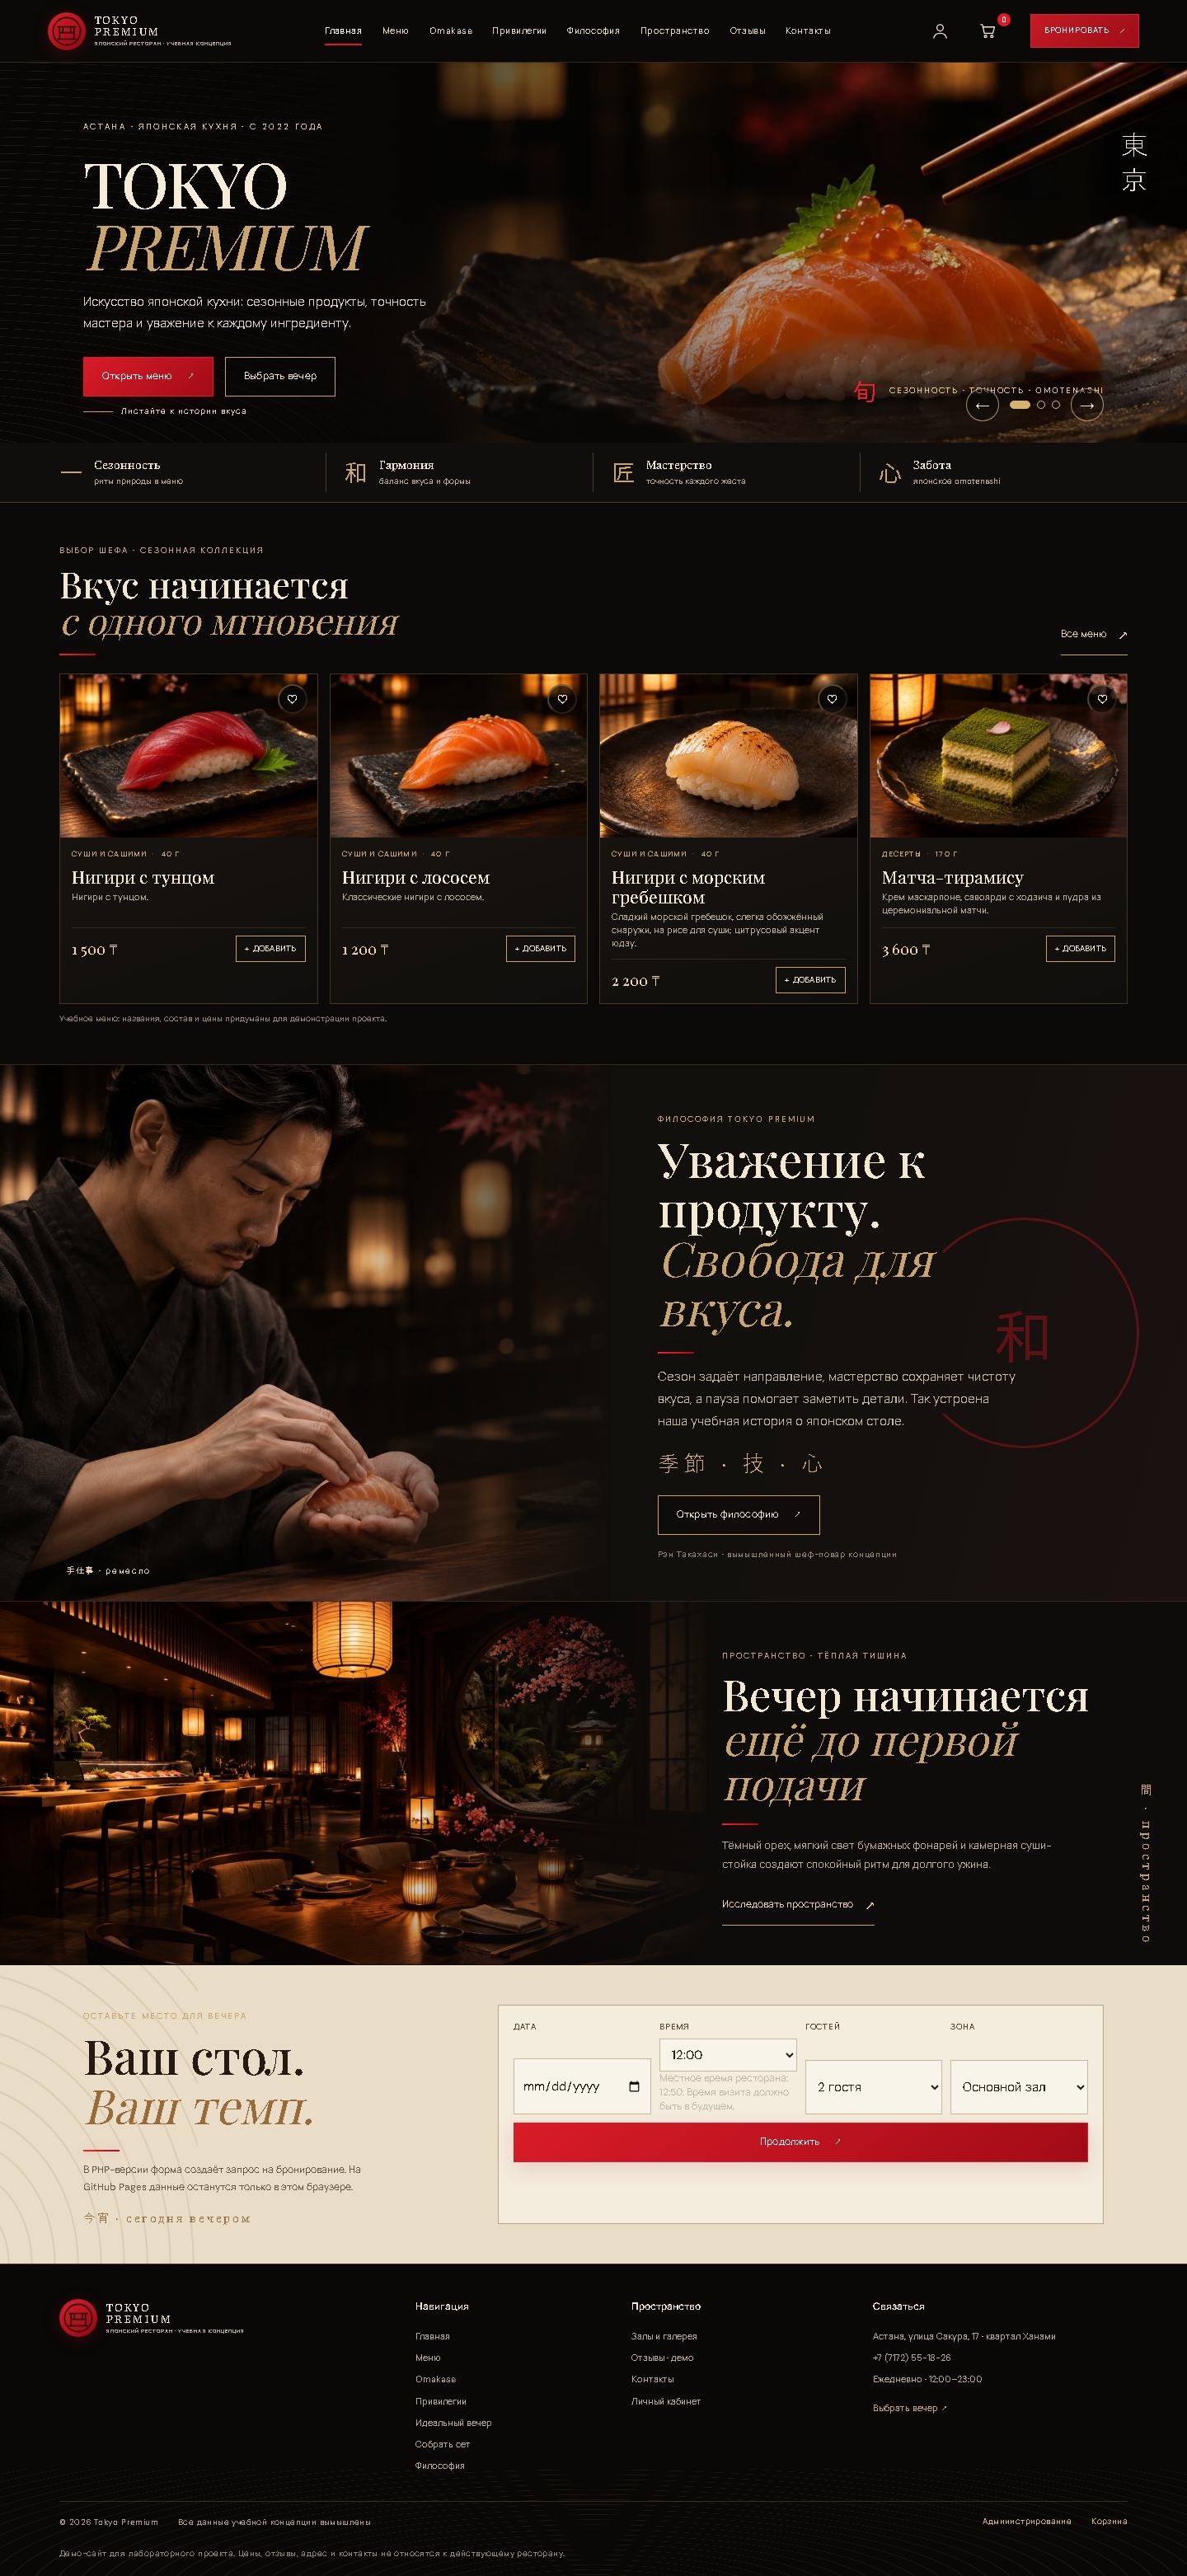 TOKYO
PREMIUM
ЯПОНСКИЙ РЕСТОРАН · УЧЕБНАЯ КОНЦЕПЦИЯ
Главная
Меню
Omakase
Привилегии
Философия
Пространство
Отзывы
Контакты
0
БРОНИРОВАТЬ ↗
АСТАНА · ЯПОНСКАЯ КУХНЯ · С 2022 ГОДА
TOKYO
PREMIUM
東
京
Искусство японской кухни: сезонные продукты, точность
мастера и уважение к каждому ингредиенту.
Открыть меню ↗
Выбрать вечер
Листайте к истории вкуса
旬 СЕЗОННОСТЬ · ТОЧНОСТЬ · OMOTENASHI
← →
一 Сезонность
ритм природы в меню
和 Гармония
баланс вкуса и формы
匠 Мастерство
точность каждого жеста
心 Забота
японское omotenashi
ВЫБОР ШЕФА · СЕЗОННАЯ КОЛЛЕКЦИЯ
Вкус начинается
с одного мгновения
Все меню ↗
СУШИ И САШИМИ · 40 Г
Нигири с тунцом
Нигири с тунцом.
1 500 ₸
+ ДОБАВИТЬ
СУШИ И САШИМИ · 40 Г
Нигири с лососем
Классические нигири с лососем.
1 200 ₸
+ ДОБАВИТЬ
СУШИ И САШИМИ · 40 Г
Нигири с морским
гребешком
Сладкий морской гребешок, слегка обожжённый
снаружи, на рисе для суши; цитрусовый акцент
юдзу.
2 200 ₸
+ ДОБАВИТЬ
ДЕСЕРТЫ · 170 Г
Матча-тирамису
Крем маскарпоне, савоярди с ходзича и пудра из
церемониальной матчи.
3 600 ₸
+ ДОБАВИТЬ
Учебное меню: названия, состав и цены придуманы для демонстрации проекта.
ФИЛОСОФИЯ TOKYO PREMIUM
Уважение к
продукту.
Свобода для
вкуса.
和
Сезон задаёт направление, мастерство сохраняет чистоту
вкуса, а пауза помогает заметить детали. Так устроена
наша учебная история о японском столе.
季節 · 技 · 心
Открыть философию ↗
Рэн Такахаси · вымышленный шеф-повар концепции
手仕事 · ремесло
ПРОСТРАНСТВО · ТЁПЛАЯ ТИШИНА
Вечер начинается
ещё до первой
подачи
Тёмный орех, мягкий свет бумажных фонарей и камерная суши-
стойка создают спокойный ритм для долгого ужина.
Исследовать пространство ↗
間 · пространство
ОСТАВЬТЕ МЕСТО ДЛЯ ВЕЧЕРА
Ваш стол.
Ваш темп.
В PHP-версии форма создаёт запрос на бронирование. На
GitHub Pages данные останутся только в этом браузере.
今宵 · сегодня вечером
ДАТА
mm/dd/yyyy
ВРЕМЯ
12:00
Местное время ресторана:
12:50. Время визита должно
быть в будущем.
ГОСТЕЙ
2 гостя
ЗОНА
Основной зал
Продолжить ↗
TOKYO
PREMIUM
ЯПОНСКИЙ РЕСТОРАН · УЧЕБНАЯ КОНЦЕПЦИЯ
Навигация
Главная
Меню
Omakase
Привилегии
Идеальный вечер
Собрать сет
Философия
Пространство
Залы и галерея
Отзывы · демо
Контакты
Личный кабинет
Связаться
Астана, улица Сакура, 17 · квартал Ханами
+7 (7172) 55-18-26
Ежедневно · 12:00–23:00
Выбрать вечер ↗
© 2026 Tokyo Premium
Все данные учебной концепции вымышлены
Администрирование
Корзина
Демо-сайт для лабораторного проекта. Цены, отзывы, адрес и контакты не относятся к действующему ресторану.